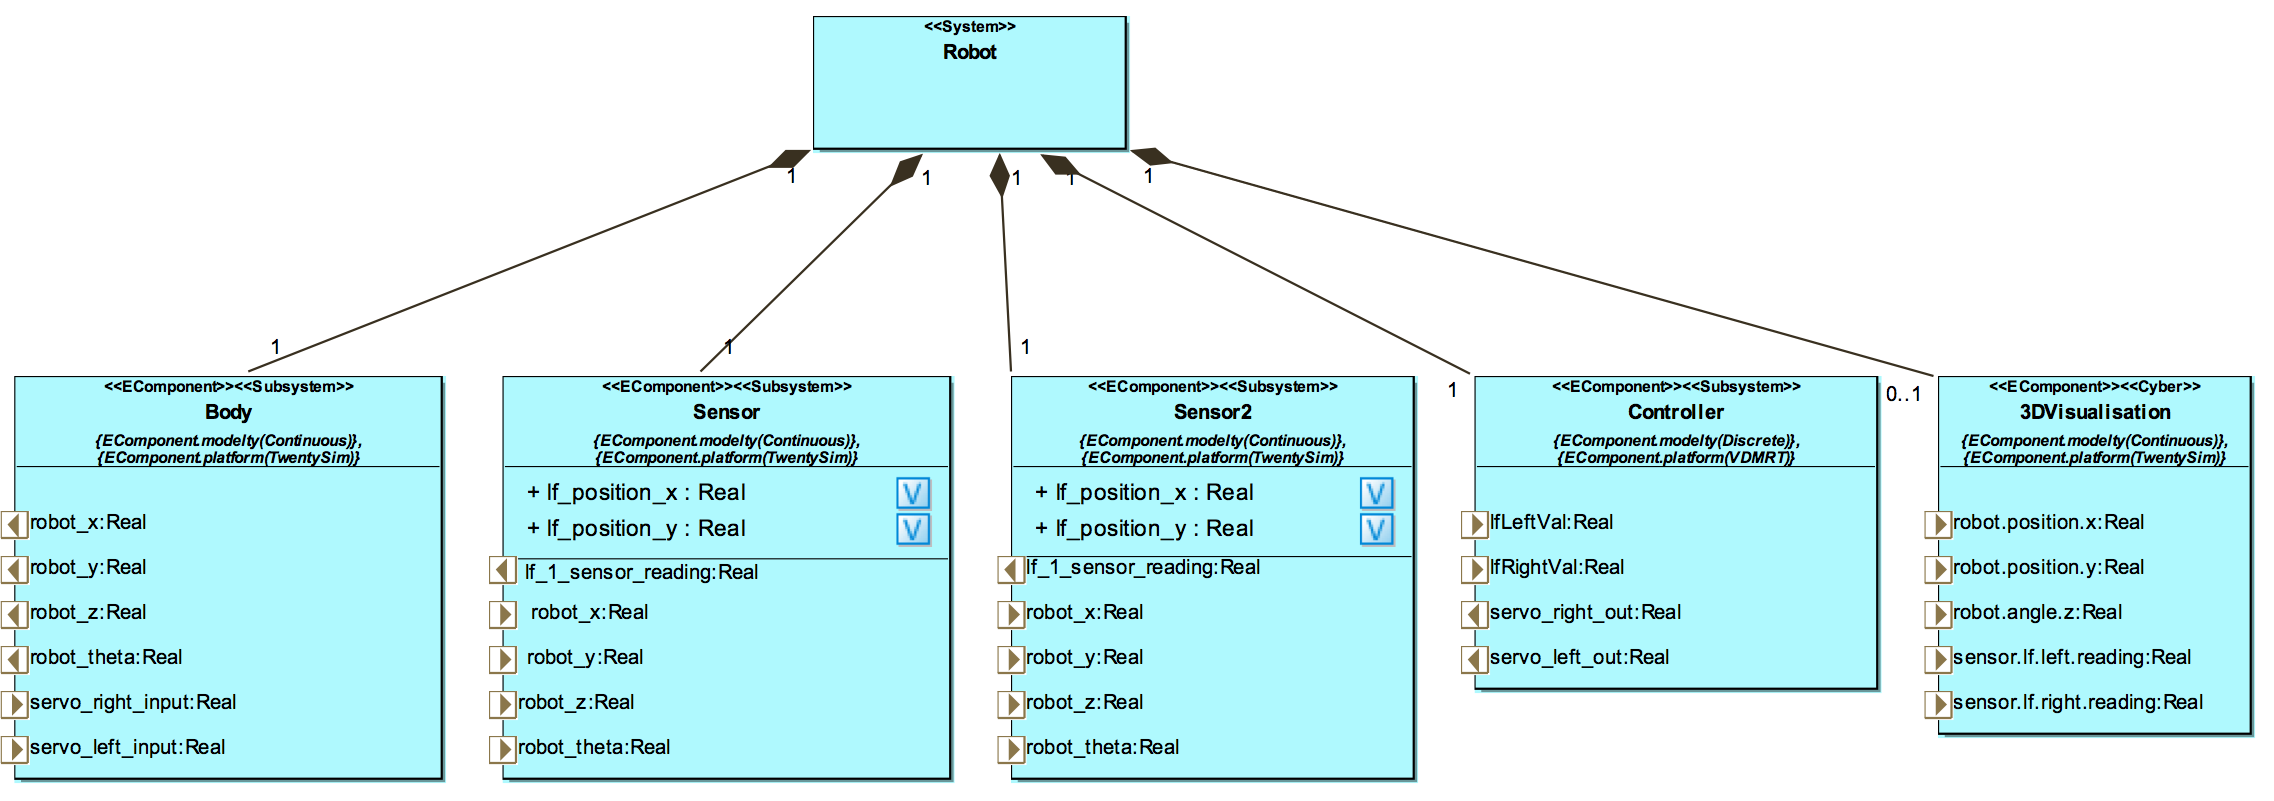 <<System>>
Robot
1
1
1
1
1
1
1
1
1
0..1
<<EComponent>><<Subsystem>>
Body
{EComponent.modelty(Continuous)},
{EComponent.platform(TwentySim)}
robot_x:Real
robot_y:Real
robot_z:Real
robot_theta:Real
servo_right_input:Real
servo_left_input:Real
<<EComponent>><<Subsystem>>
Sensor
{EComponent.modelty(Continuous)},
{EComponent.platform(TwentySim)}
+ lf_position_x : Real V
+ lf_position_y : Real V
lf_1_sensor_reading:Real
robot_x:Real
robot_y:Real
robot_z:Real
robot_theta:Real
<<EComponent>><<Subsystem>>
Sensor2
{EComponent.modelty(Continuous)},
{EComponent.platform(TwentySim)}
+ lf_position_x : Real V
+ lf_position_y : Real V
lf_1_sensor_reading:Real
robot_x:Real
robot_y:Real
robot_z:Real
robot_theta:Real
<<EComponent>><<Subsystem>>
Controller
{EComponent.modelty(Discrete)},
{EComponent.platform(VDMRT)}
lfLeftVal:Real
lfRightVal:Real
servo_right_out:Real
servo_left_out:Real
<<EComponent>><<Cyber>>
3DVisualisation
{EComponent.modelty(Continuous)},
{EComponent.platform(TwentySim)}
robot.position.x:Real
robot.position.y:Real
robot.angle.z:Real
sensor.lf.left.reading:Real
sensor.lf.right.reading:Real